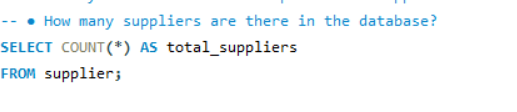 -- ● How many suppliers are there in the database?
SELECT COUNT(*) AS total_suppliers
FROM supplier;